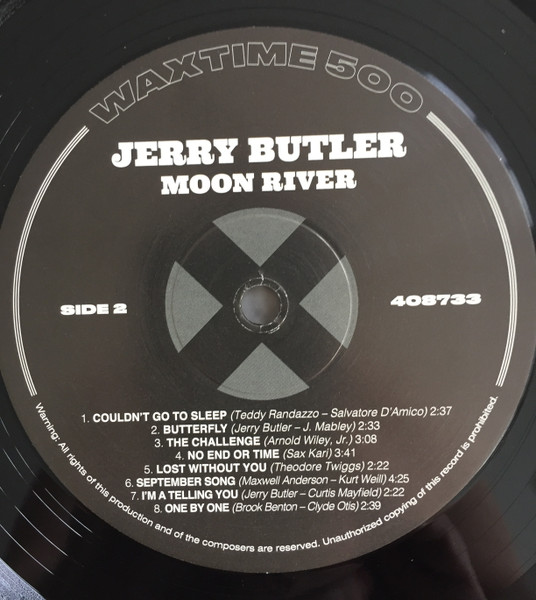 WAXTIME 500
JERRY BUTLER
MOON RIVER
SIDE 2
408733
1. COULDN'T GO TO SLEEP (Teddy Randazzo – Salvatore D'Amico) 2:37
2. BUTTERFLY (Jerry Butler – J. Mabley) 2:33
3. THE CHALLENGE (Arnold Wiley, Jr.) 3:08
4. NO END OR TIME (Sax Kari) 3:41
5. LOST WITHOUT YOU (Theodore Twiggs) 2:22
6. SEPTEMBER SONG (Maxwell Anderson – Kurt Weill) 4:25
7. I'M A TELLING YOU (Jerry Butler – Curtis Mayfield) 2:22
8. ONE BY ONE (Brook Benton – Clyde Otis) 2:39
Warning: All rights of this production and of the composers are reserved. Unauthorized copying of this record is prohibited.